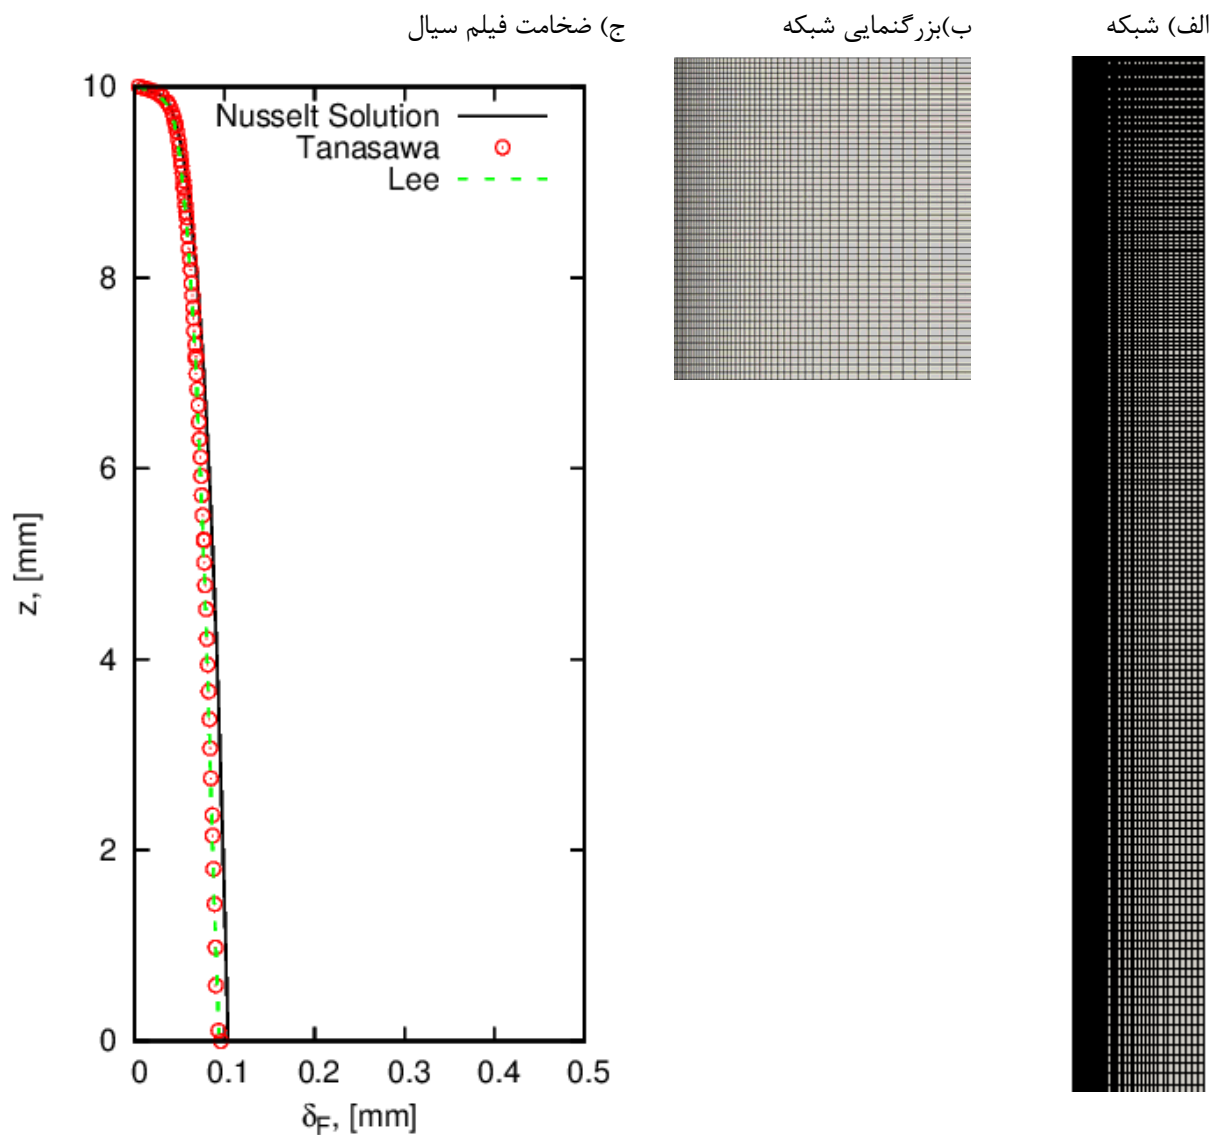 الف) شبکه
ب)بزرگنمایی شبکه
ج) ضخامت فیلم سیال
Nusselt Solution
Tanasawa
Lee
10
8
6
4
2
0
z, [mm]
0 0.1 0.2 0.3 0.4 0.5
δF, [mm]